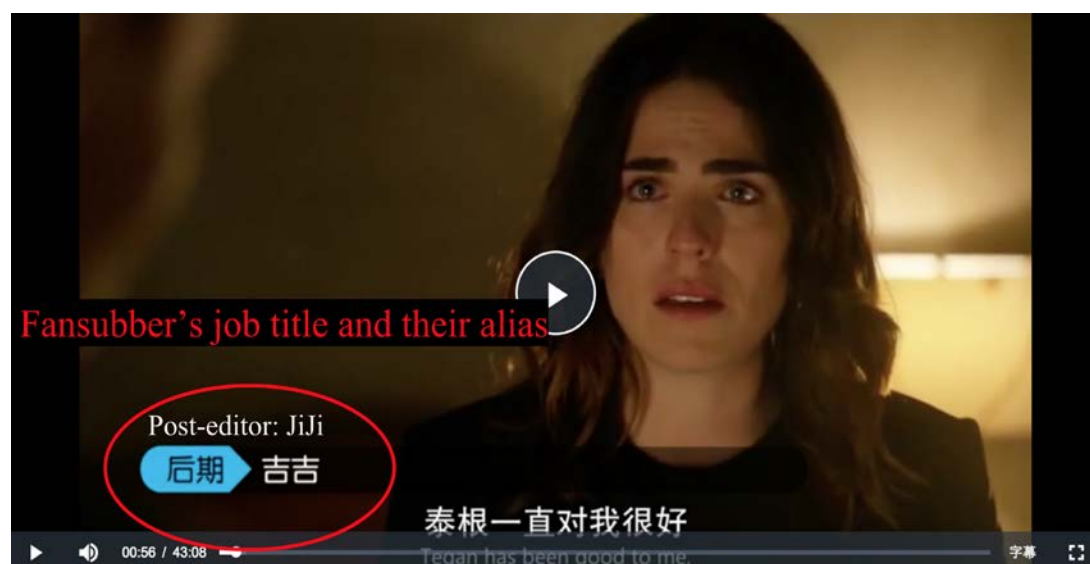 Fansubber’s job title and their alias
Post-editor: JiJi
后期 吉吉
泰根一直对我很好
Tegan has been good to me.
00:56 / 43:08
字幕